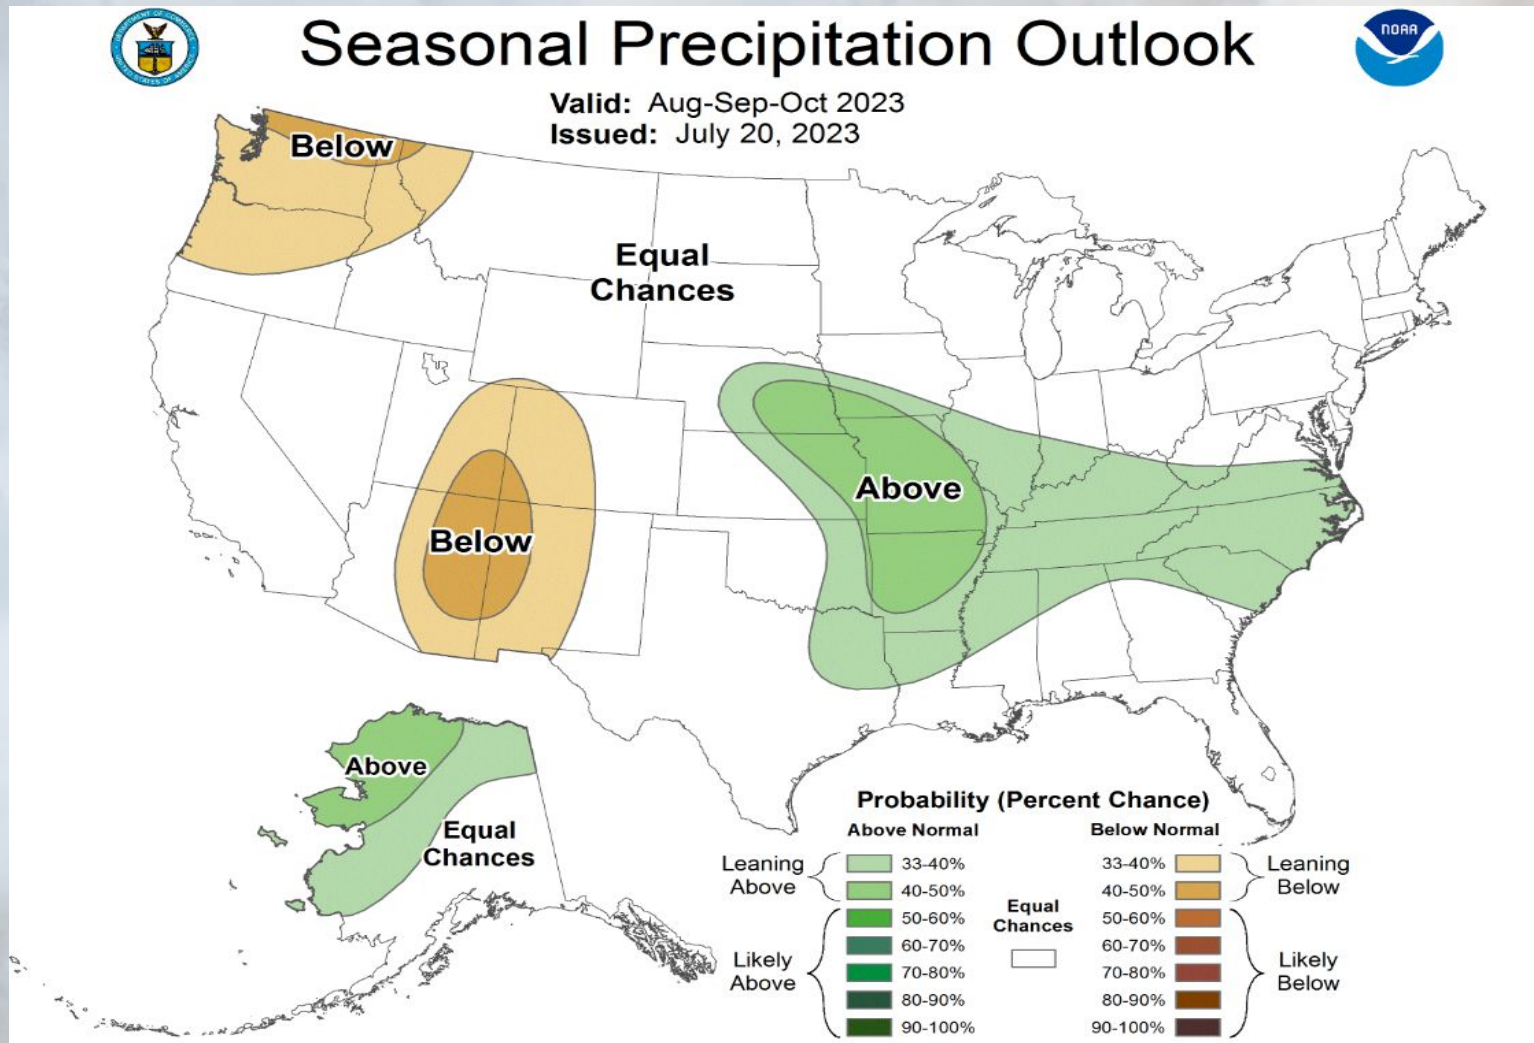 Seasonal Precipitation Outlook
NOAA
Valid: Aug-Sep-Oct 2023
Issued: July 20, 2023
Below
Equal
Chances
Above
Below
Above
Equal
Chances
Probability (Percent Chance)
Above Normal
Below Normal
Leaning
Above
33-40%
40-50%
Likely
Above
50-60%
60-70%
70-80%
80-90%
90-100%
Equal
Chances
33-40%
40-50%
Leaning
Below
50-60%
60-70%
70-80%
80-90%
90-100%
Likely
Below